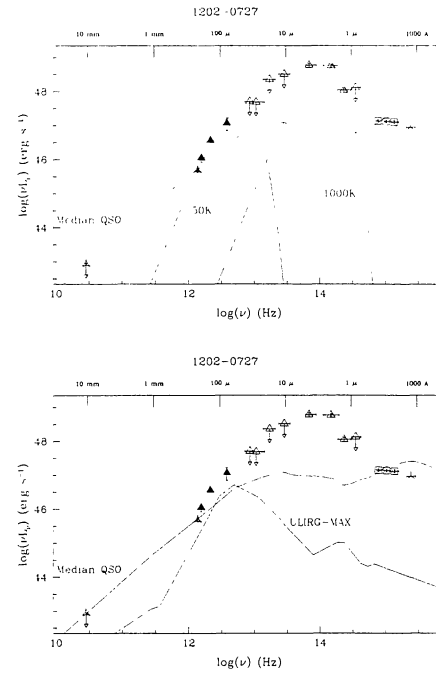 1202-0727
10 mm 1 mm 100 μ 10 μ 1 μ 1000 A
48
46
44
log(νLν) (erg s⁻¹)
Median QSO
50K
1000K
10 12 14
log(ν) (Hz)
1202-0727
10 mm 1 mm 100 μ 10 μ 1 μ 1000 A
48
46
44
log(νLν) (erg s⁻¹)
Median QSO
ULIRG-MAX
10 12 14
log(ν) (Hz)